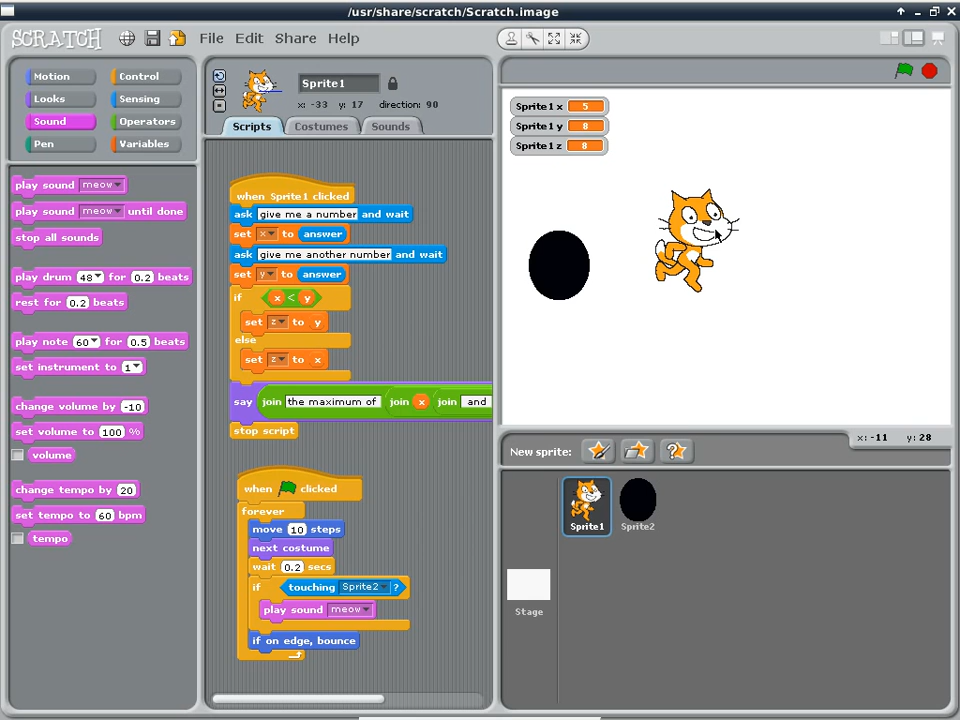 /usr/share/scratch/Scratch.image
SCRATCH
File Edit Share Help
Motion Control
Looks Sensing
Sound Operators
Pen Variables
play sound meow
play sound meow until done
stop all sounds
play drum 48 for 0.2 beats
rest for 0.2 beats
play note 60 for 0.5 beats
set instrument to 1
change volume by -10
set volume to 100 %
volume
change tempo by 20
set tempo to 60 bpm
tempo
Sprite1
x: -33 y: 17 direction: 90
Scripts Costumes Sounds
when Sprite1 clicked
ask give me a number and wait
set x to answer
ask give me another number and wait
set y to answer
if x < y
set z to y
else
set z to x
say join the maximum of join x join and
stop script
when clicked
forever
move 10 steps
next costume
wait 0.2 secs
if touching Sprite2 ?
play sound meow
if on edge, bounce
Sprite1 x 5
Sprite1 y 8
Sprite1 z 8
x: -11 y: 28
New sprite:
Sprite1 Sprite2
Stage